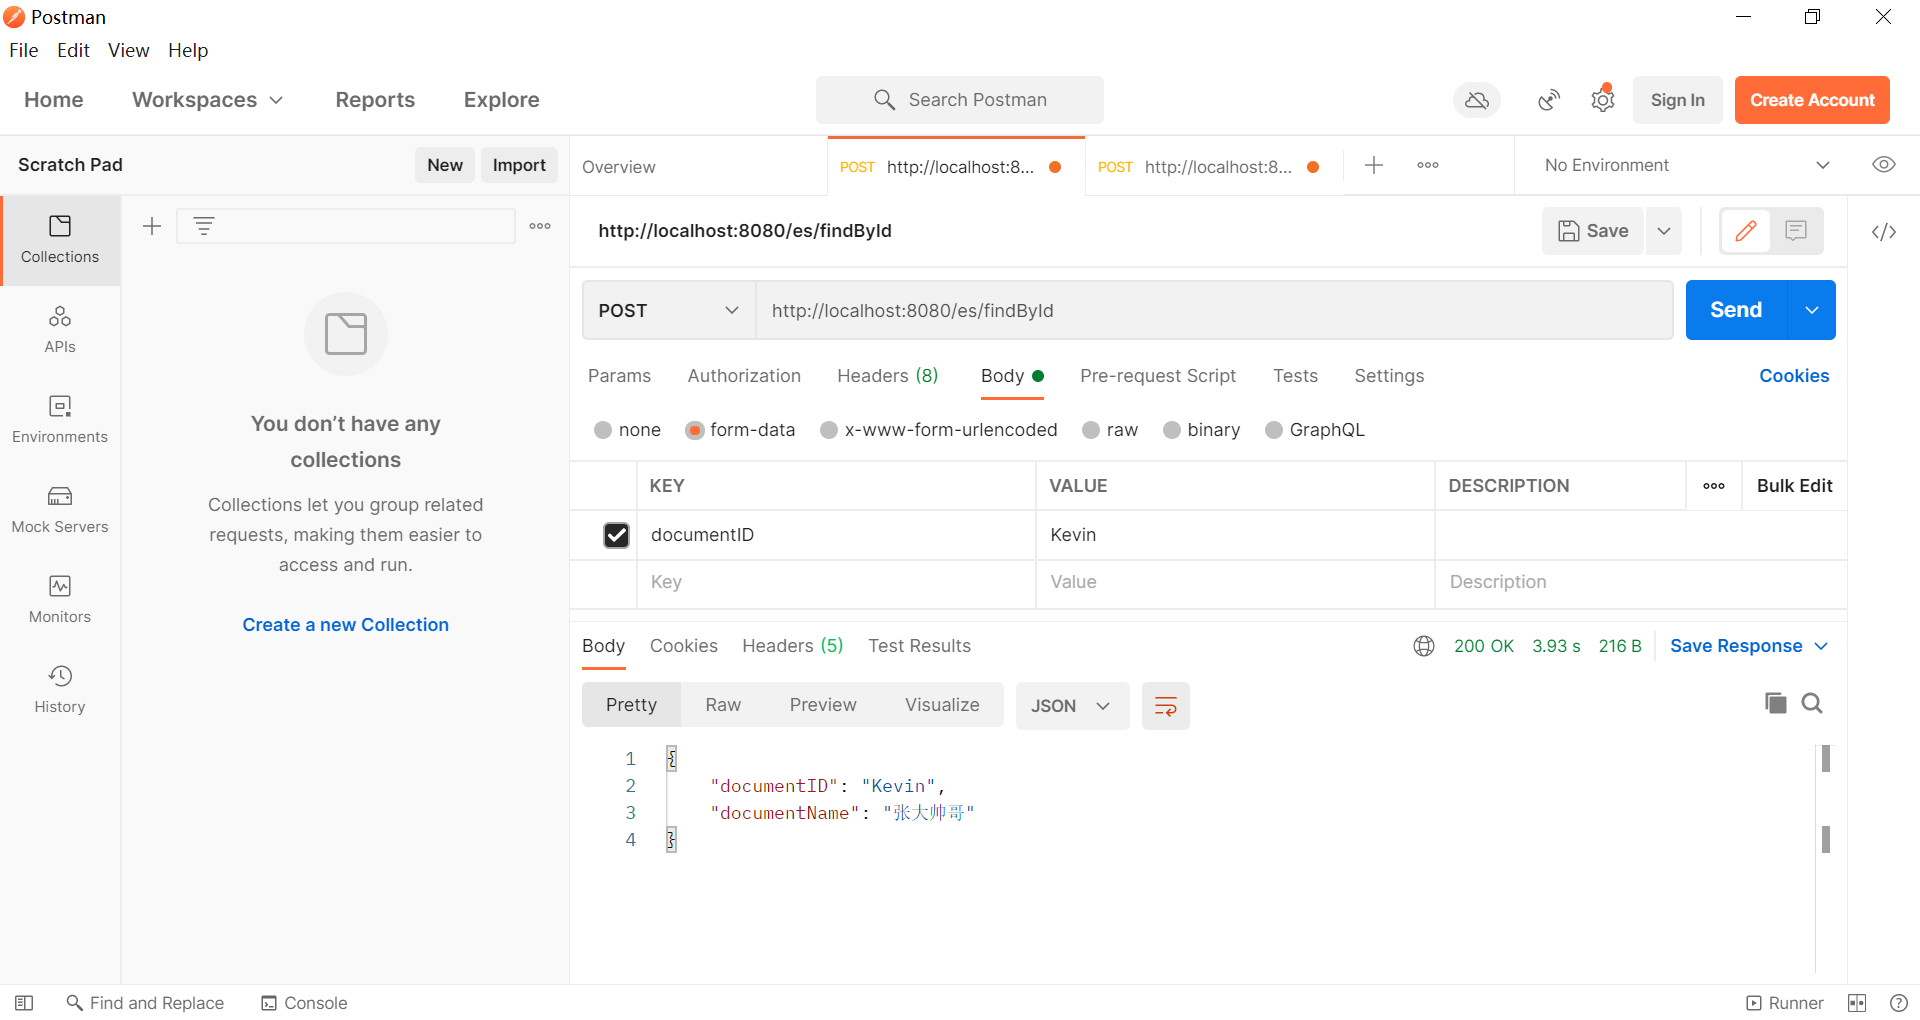 Postman
File Edit View Help
Home Workspaces Reports Explore Search Postman Sign In Create Account
Scratch Pad New Import Overview POST http://localhost:8... POST http://localhost:8... No Environment
Collections
http://localhost:8080/es/findById Save
APIs
POST http://localhost:8080/es/findById Send
Params Authorization Headers (8) Body Pre-request Script Tests Settings Cookies
Environments
none form-data x-www-form-urlencoded raw binary GraphQL
You don’t have any
collections
KEY VALUE DESCRIPTION Bulk Edit
Collections let you group related
requests, making them easier to
access and run.
Mock Servers
documentID Kevin
Key Value Description
Monitors
Create a new Collection
Body Cookies Headers (5) Test Results 200 OK 3.93 s 216 B Save Response
History
Pretty Raw Preview Visualize JSON
1 {
2 "documentID": "Kevin",
3 "documentName": "张大帅哥"
4 }
Find and Replace Console Runner